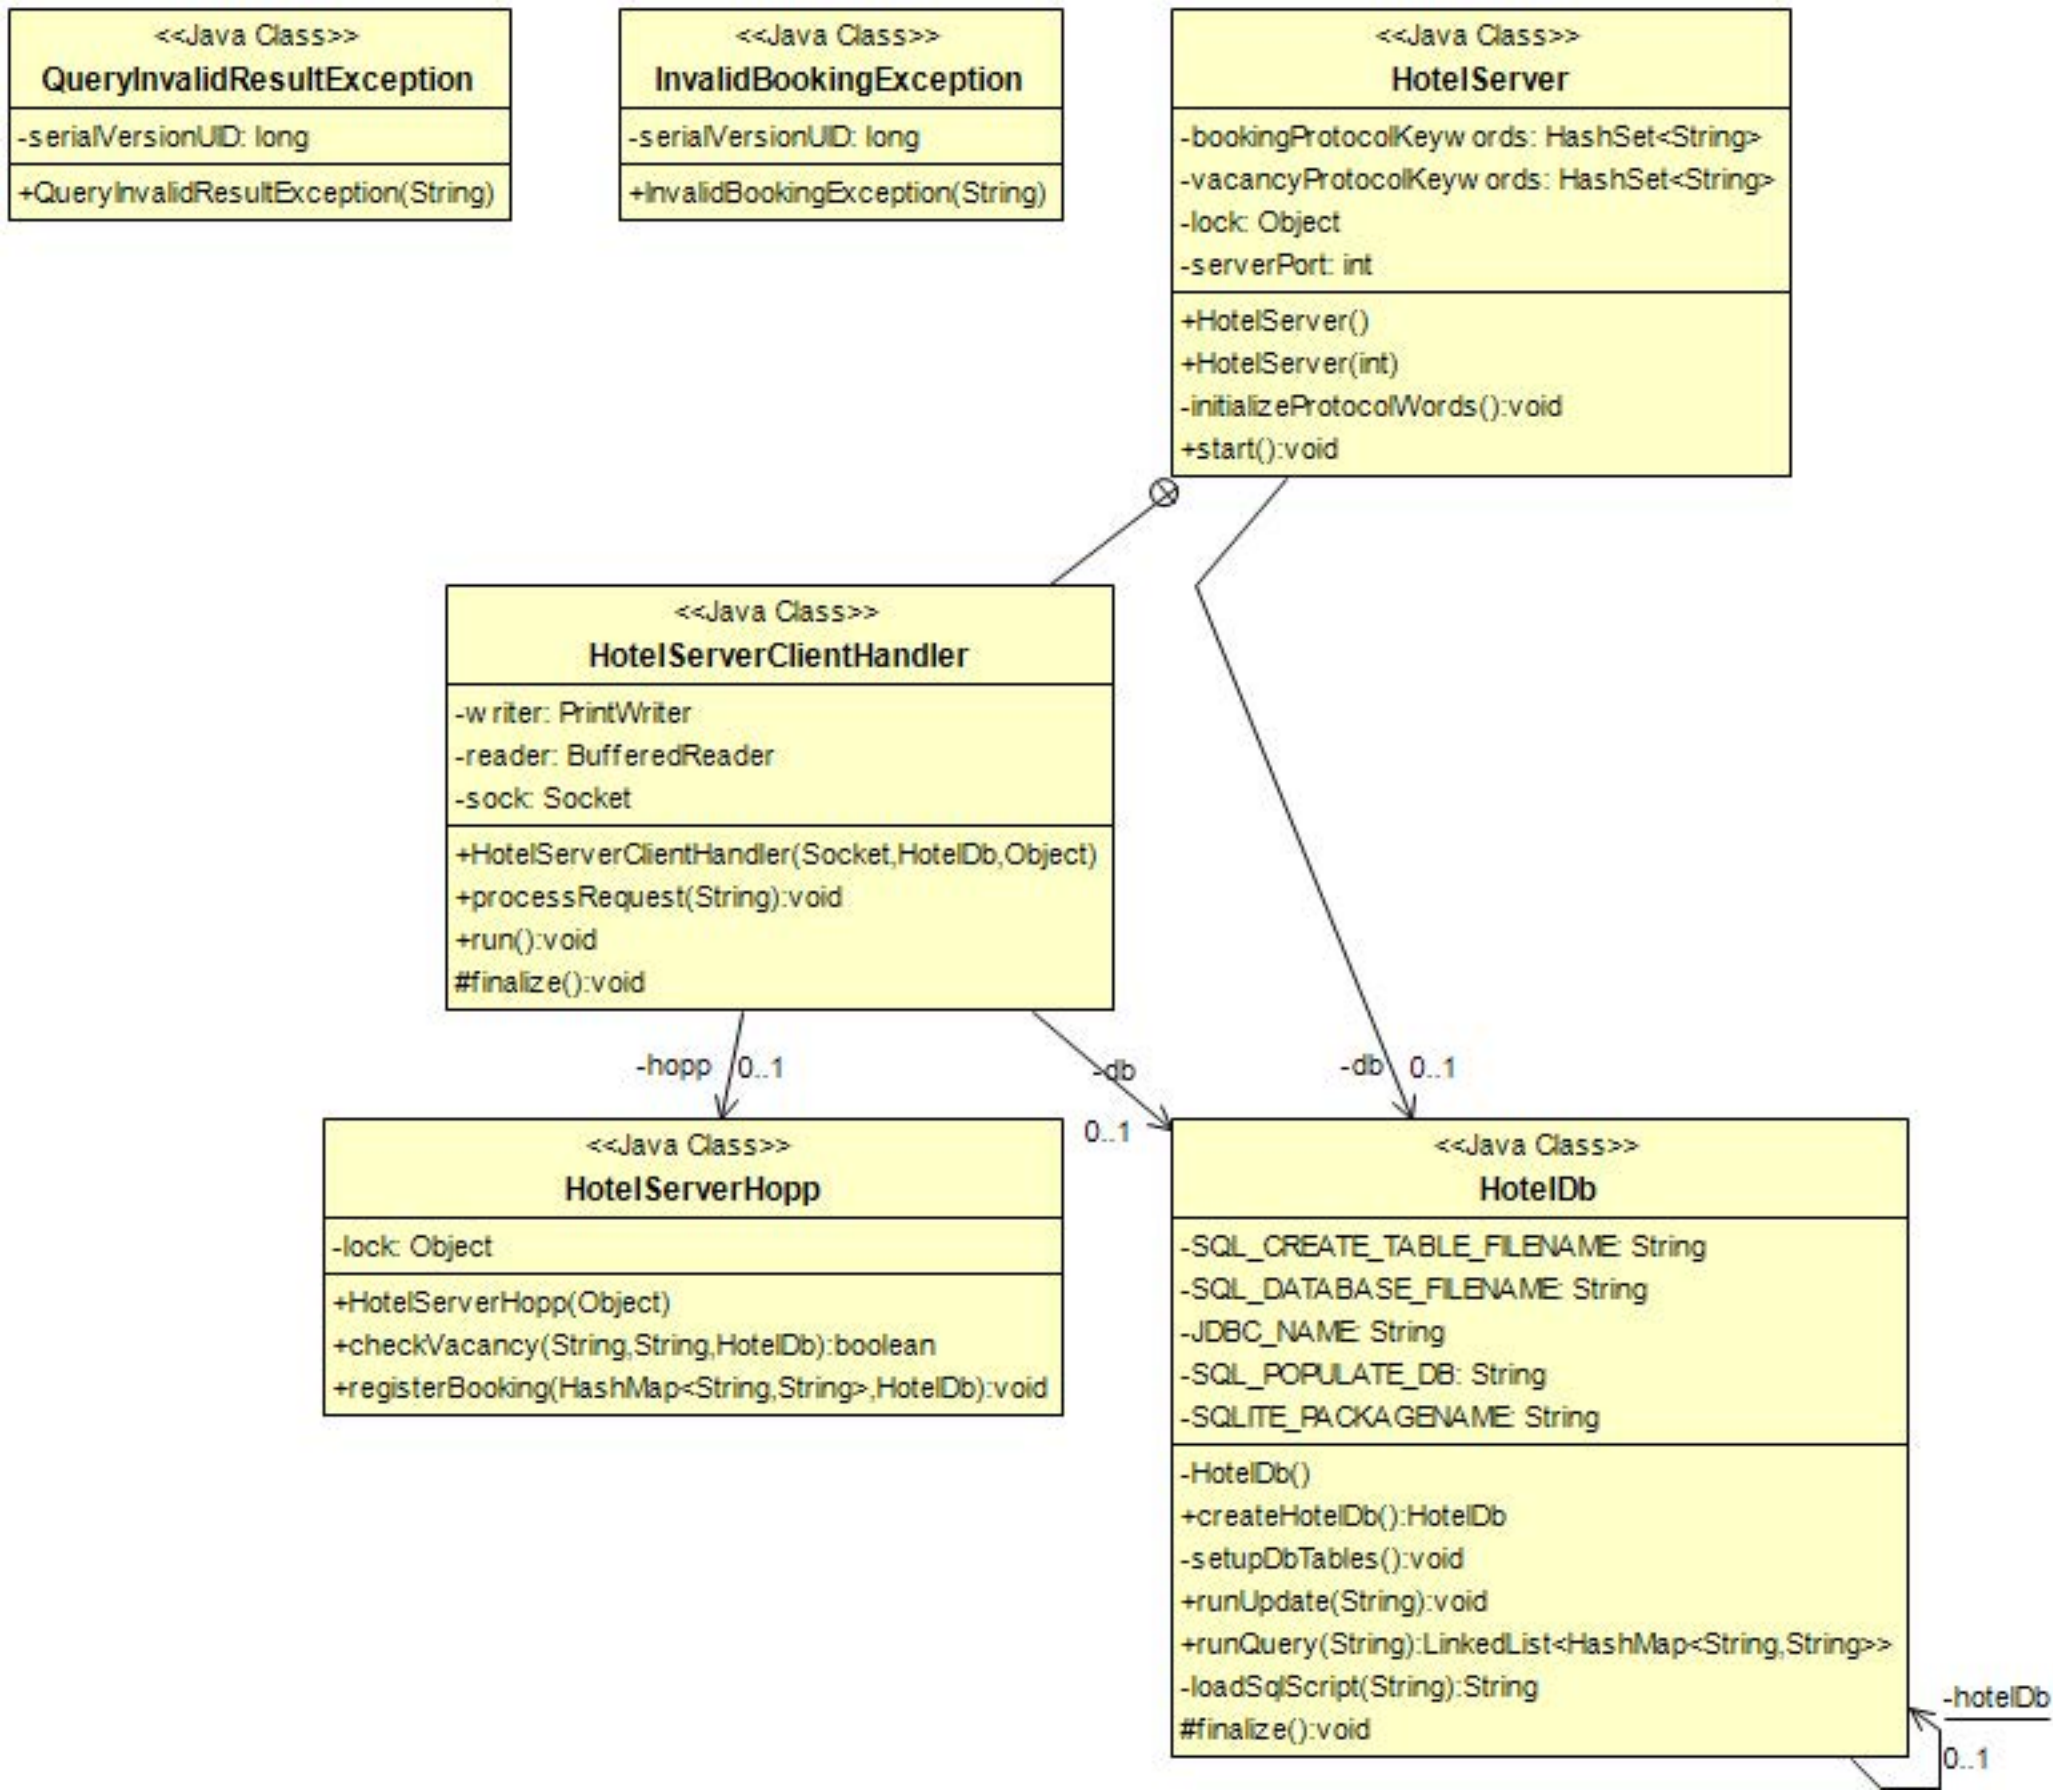 <<Java Class>>
QueryInvalidResultException
-serialVersionUID: long
+QueryInvalidResultException(String)
<<Java Class>>
InvalidBookingException
-serialVersionUID: long
+InvalidBookingException(String)
<<Java Class>>
HotelServer
-bookingProtocolKeywords: HashSet<String>
-vacancyProtocolKeywords: HashSet<String>
-lock: Object
-serverPort: int
+HotelServer()
+HotelServer(int)
-initializeProtocolWords():void
+start():void
<<Java Class>>
HotelServerClientHandler
-writer: PrintWriter
-reader: BufferedReader
-sock: Socket
+HotelServerClientHandler(Socket,HotelDb,Object)
+processRequest(String):void
+run():void
#finalize():void
-hopp 0..1
-db
0..1
-db 0..1
<<Java Class>>
HotelServerHopp
-lock: Object
+HotelServerHopp(Object)
+checkVacancy(String,String,HotelDb):boolean
+registerBooking(HashMap<String,String>,HotelDb):void
<<Java Class>>
HotelDb
-SQL_CREATE_TABLE_FILENAME: String
-SQL_DATABASE_FILENAME: String
-JDBC_NAME: String
-SQL_POPULATE_DB: String
-SQLITE_PACKAGENAME: String
-HotelDb()
+createHotelDb():HotelDb
-setupDbTables():void
+runUpdate(String):void
+runQuery(String):LinkedList<HashMap<String,String>>
-loadSqlScript(String):String
#finalize():void
-hotelDb
0..1